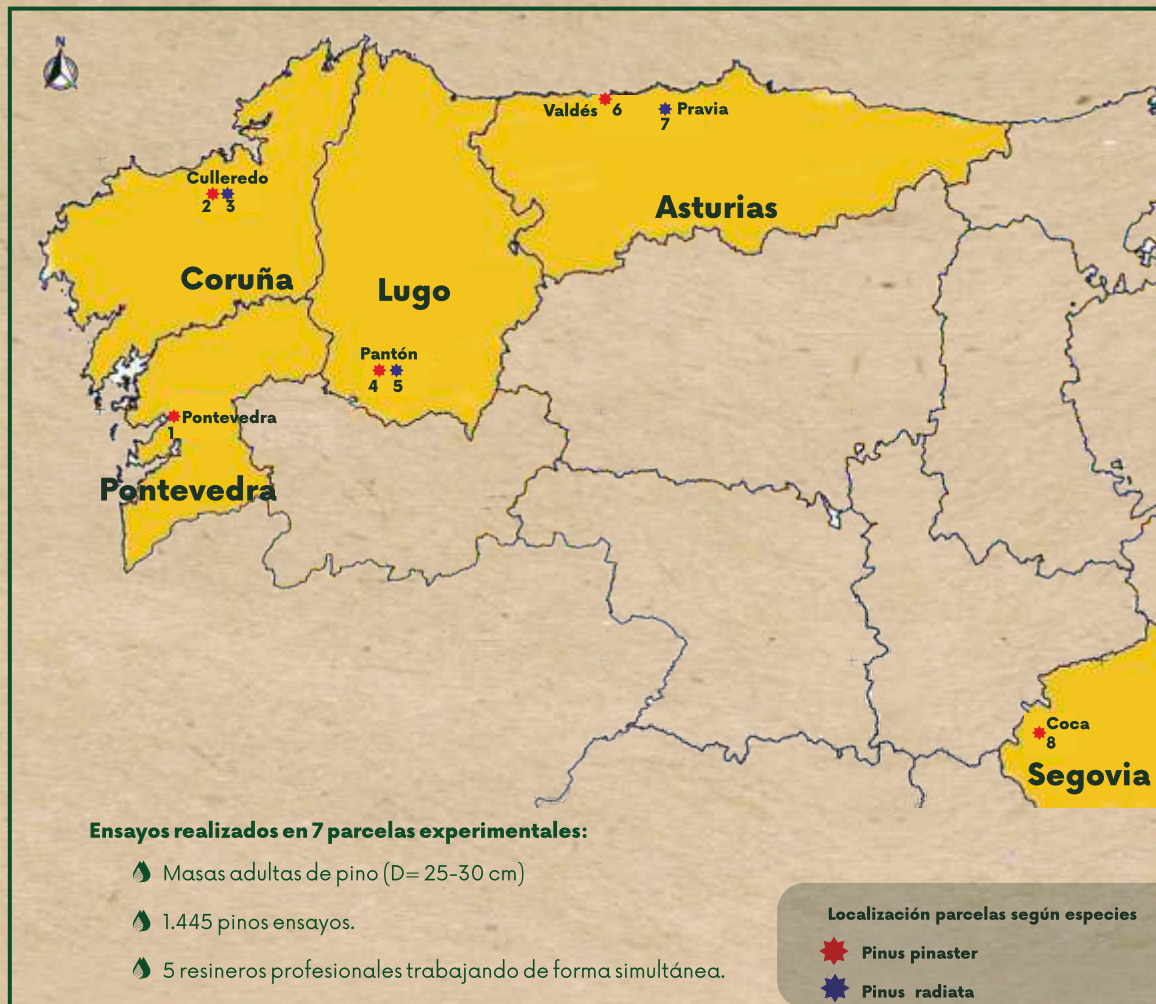 N
Valdés 6
Pravia
7
Culleredo
2 3
Asturias
Coruña
Lugo
Pantón
4 5
Pontevedra
1
Pontevedra
Coca
8
Segovia
Ensayos realizados en 7 parcelas experimentales:
Masas adultas de pino (D= 25-30 cm)
1.445 pinos ensayos.
5 resineros profesionales trabajando de forma simultánea.
Localización parcelas según especies
Pinus pinaster
Pinus radiata